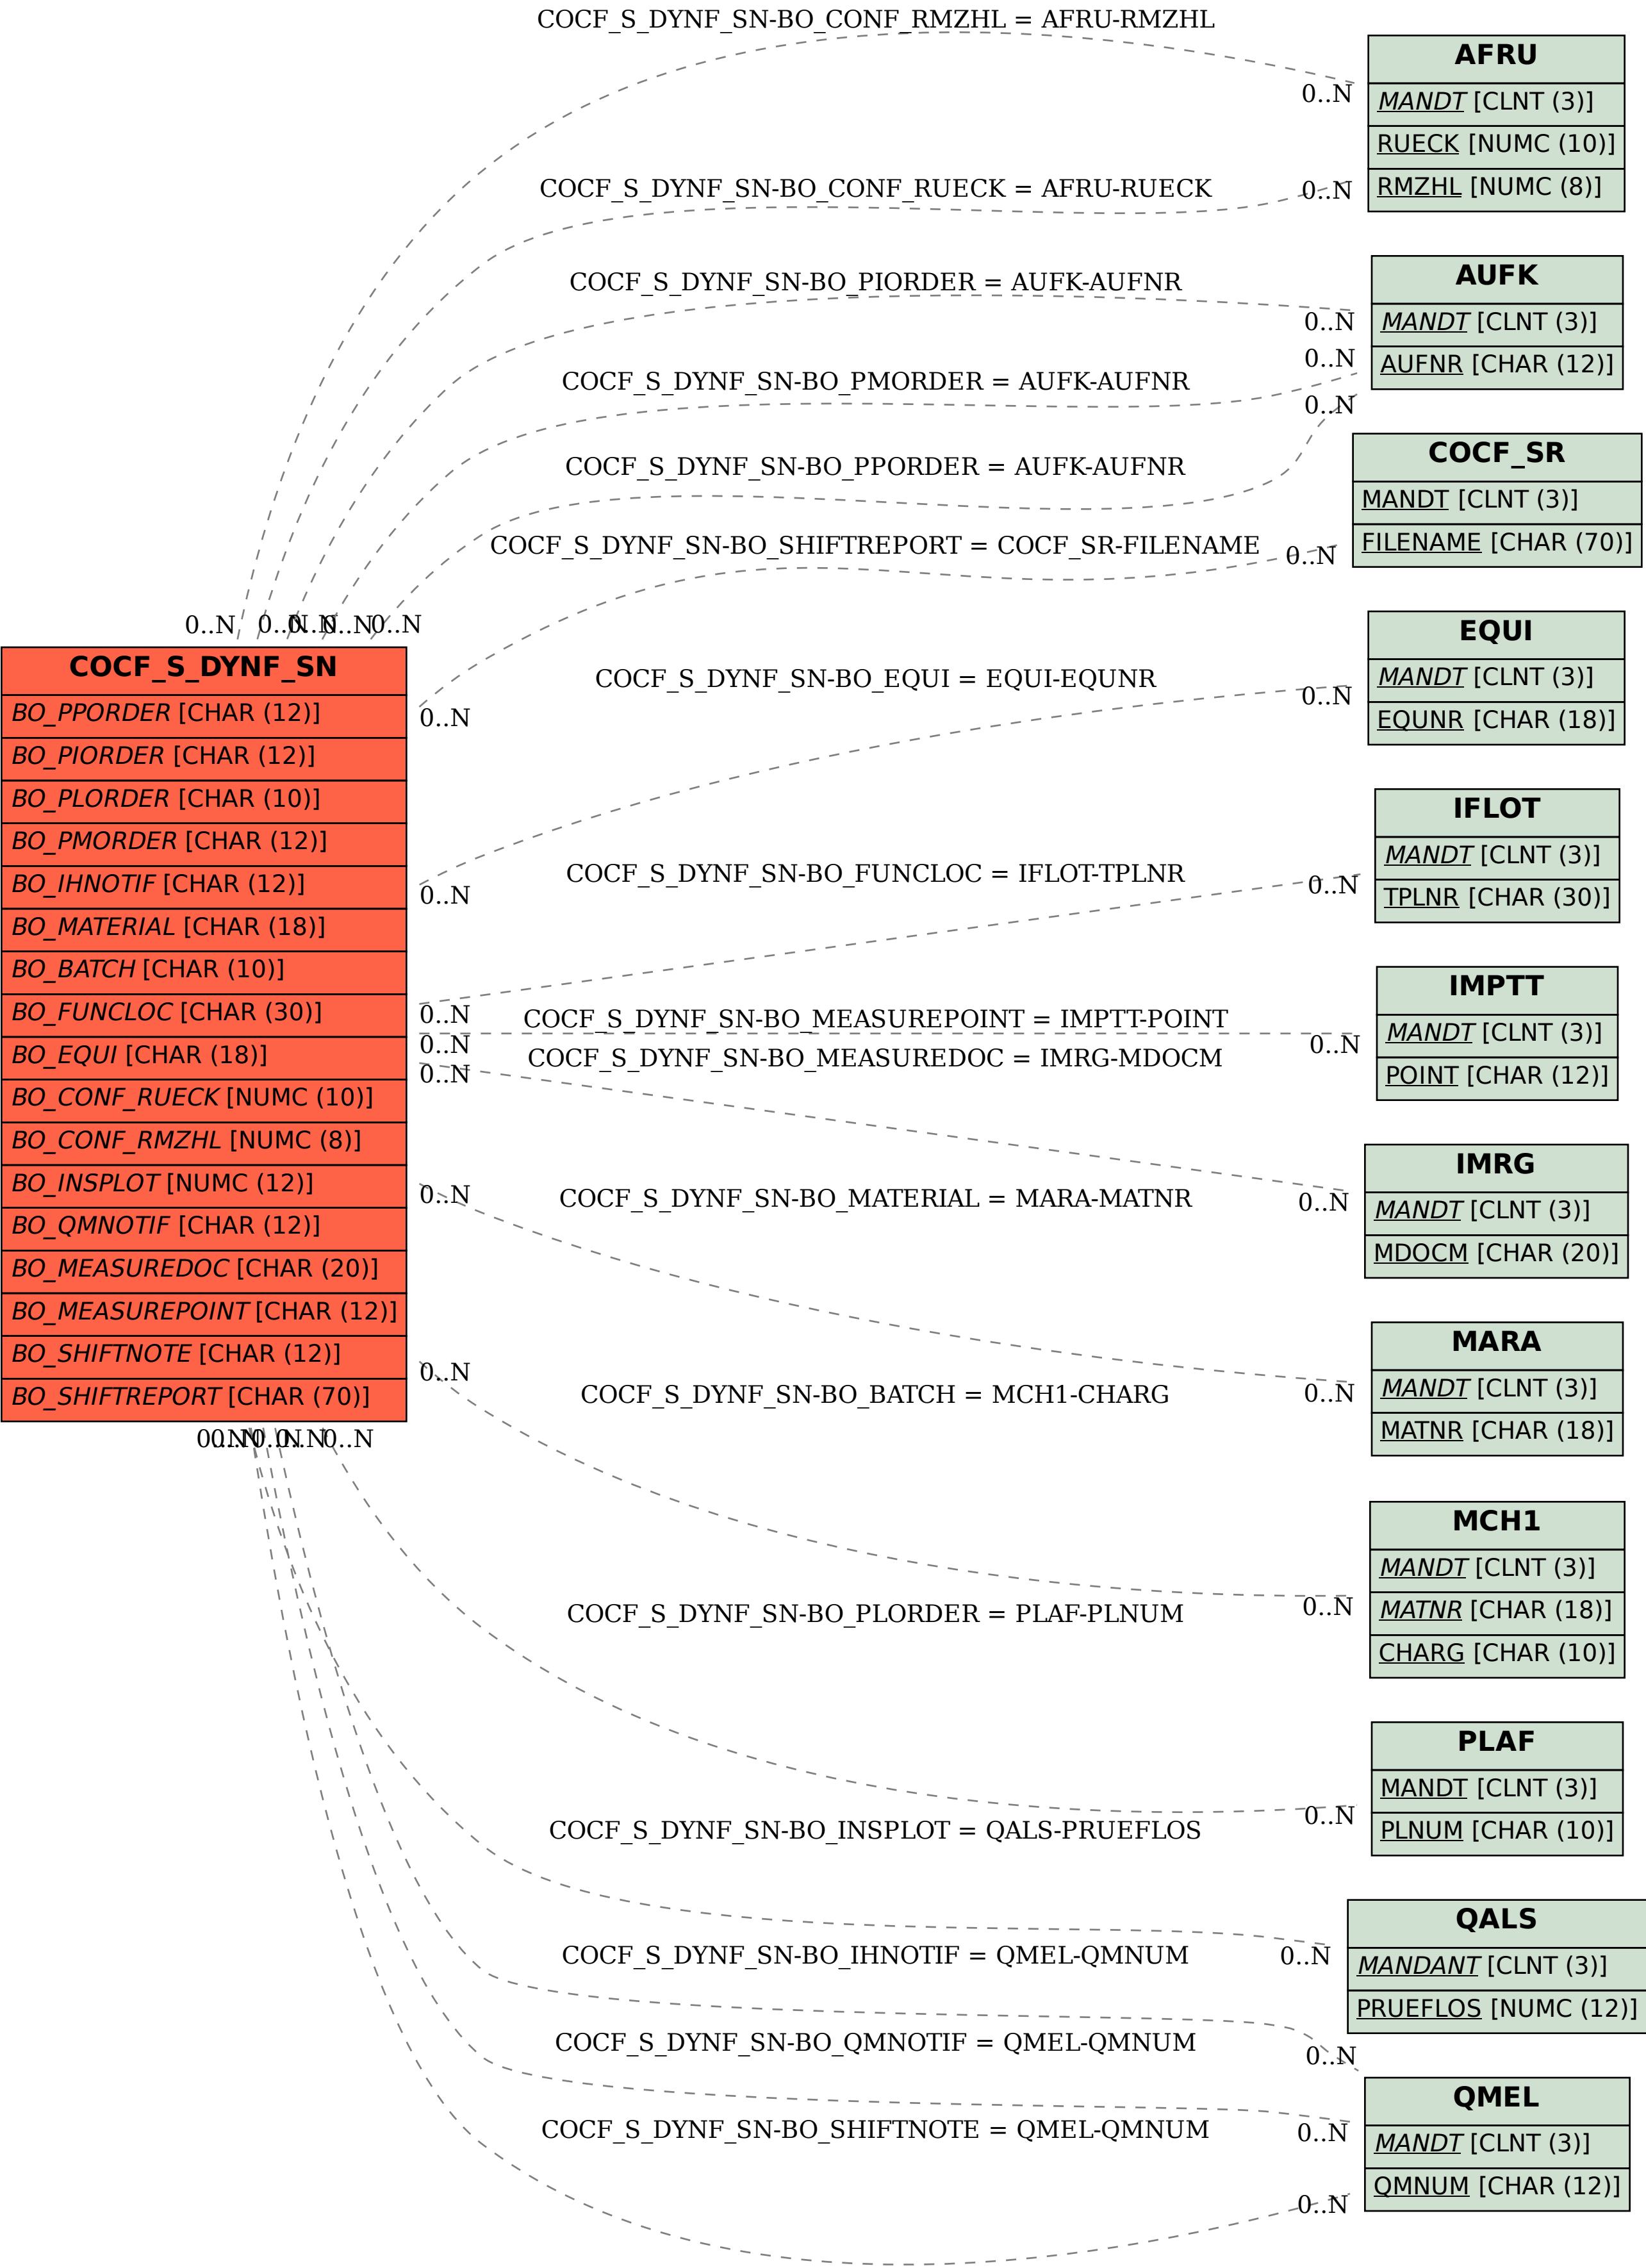 COCF_S_DYNF_SN-BO_CONF_RMZHL = AFRU-RMZHL
0..N
COCF_S_DYNF_SN-BO_CONF_RUECK = AFRU-RUECK
0..N
COCF_S_DYNF_SN-BO_PIORDER = AUFK-AUFNR
0..N
0..N
COCF_S_DYNF_SN-BO_PMORDER = AUFK-AUFNR
0..N
COCF_S_DYNF_SN-BO_PPORDER = AUFK-AUFNR
COCF_S_DYNF_SN-BO_SHIFTREPORT = COCF_SR-FILENAME
0..N
0..N
0..N
0..N
0..N
0..N
COCF_S_DYNF_SN
BO_PPORDER [CHAR (12)]
BO_PIORDER [CHAR (12)]
BO_PLORDER [CHAR (10)]
BO_PMORDER [CHAR (12)]
BO_IHNOTIF [CHAR (12)]
BO_MATERIAL [CHAR (18)]
BO_BATCH [CHAR (10)]
BO_FUNCLOC [CHAR (30)]
BO_EQUI [CHAR (18)]
BO_CONF_RUECK [NUMC (10)]
BO_CONF_RMZHL [NUMC (8)]
BO_INSPLOT [NUMC (12)]
BO_QMNOTIF [CHAR (12)]
BO_MEASUREDOC [CHAR (20)]
BO_MEASUREPOINT [CHAR (12)]
BO_SHIFTNOTE [CHAR (12)]
BO_SHIFTREPORT [CHAR (70)]
0..N
0..N
0..N
0..N
0..N
0..N
COCF_S_DYNF_SN-BO_EQUI = EQUI-EQUNR
0..N
0..N
COCF_S_DYNF_SN-BO_FUNCLOC = IFLOT-TPLNR
0..N
0..N
COCF_S_DYNF_SN-BO_MEASUREPOINT = IMPTT-POINT
0..N
0..N
COCF_S_DYNF_SN-BO_MEASUREDOC = IMRG-MDOCM
0..N
0..N
COCF_S_DYNF_SN-BO_MATERIAL = MARA-MATNR
0..N
0..N
COCF_S_DYNF_SN-BO_BATCH = MCH1-CHARG
0..N
0..N
COCF_S_DYNF_SN-BO_PLORDER = PLAF-PLNUM
0..N
0..N
COCF_S_DYNF_SN-BO_INSPLOT = QALS-PRUEFLOS
COCF_S_DYNF_SN-BO_IHNOTIF = QMEL-QMNUM
0..N
COCF_S_DYNF_SN-BO_QMNOTIF = QMEL-QMNUM
0..N
COCF_S_DYNF_SN-BO_SHIFTNOTE = QMEL-QMNUM
0..N
0..N
AFRU
MANDT [CLNT (3)]
RUECK [NUMC (10)]
RMZHL [NUMC (8)]
AUFK
MANDT [CLNT (3)]
AUFNR [CHAR (12)]
COCF_SR
MANDT [CLNT (3)]
FILENAME [CHAR (70)]
EQUI
MANDT [CLNT (3)]
EQUNR [CHAR (18)]
IFLOT
MANDT [CLNT (3)]
TPLNR [CHAR (30)]
IMPTT
MANDT [CLNT (3)]
POINT [CHAR (12)]
IMRG
MANDT [CLNT (3)]
MDOCM [CHAR (20)]
MARA
MANDT [CLNT (3)]
MATNR [CHAR (18)]
MCH1
MANDT [CLNT (3)]
MATNR [CHAR (18)]
CHARG [CHAR (10)]
PLAF
MANDT [CLNT (3)]
PLNUM [CHAR (10)]
QALS
MANDANT [CLNT (3)]
PRUEFLOS [NUMC (12)]
QMEL
MANDT [CLNT (3)]
QMNUM [CHAR (12)]